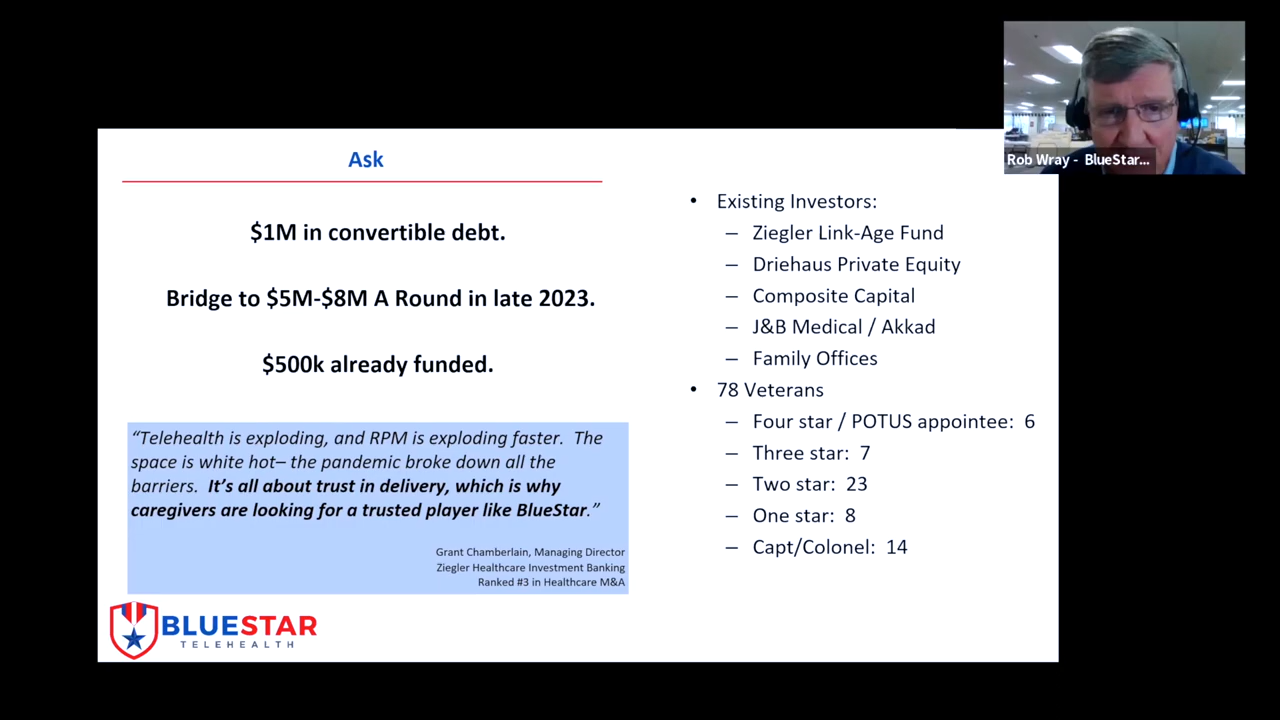 Ask
$1M in convertible debt.
Bridge to $5M-$8M A Round in late 2023.
$500k already funded.
“Telehealth is exploding, and RPM is exploding faster. The
space is white hot– the pandemic broke down all the
barriers. It’s all about trust in delivery, which is why
caregivers are looking for a trusted player like BlueStar.”
Grant Chamberlain, Managing Director
Ziegler Healthcare Investment Banking
Ranked #3 in Healthcare M&A
BLUESTAR
TELEHEALTH
• Existing Investors:
– Ziegler Link-Age Fund
– Driehaus Private Equity
– Composite Capital
– J&B Medical / Akkad
– Family Offices
• 78 Veterans
– Four star / POTUS appointee: 6
– Three star: 7
– Two star: 23
– One star: 8
– Capt/Colonel: 14
Rob Wray - BlueStar...